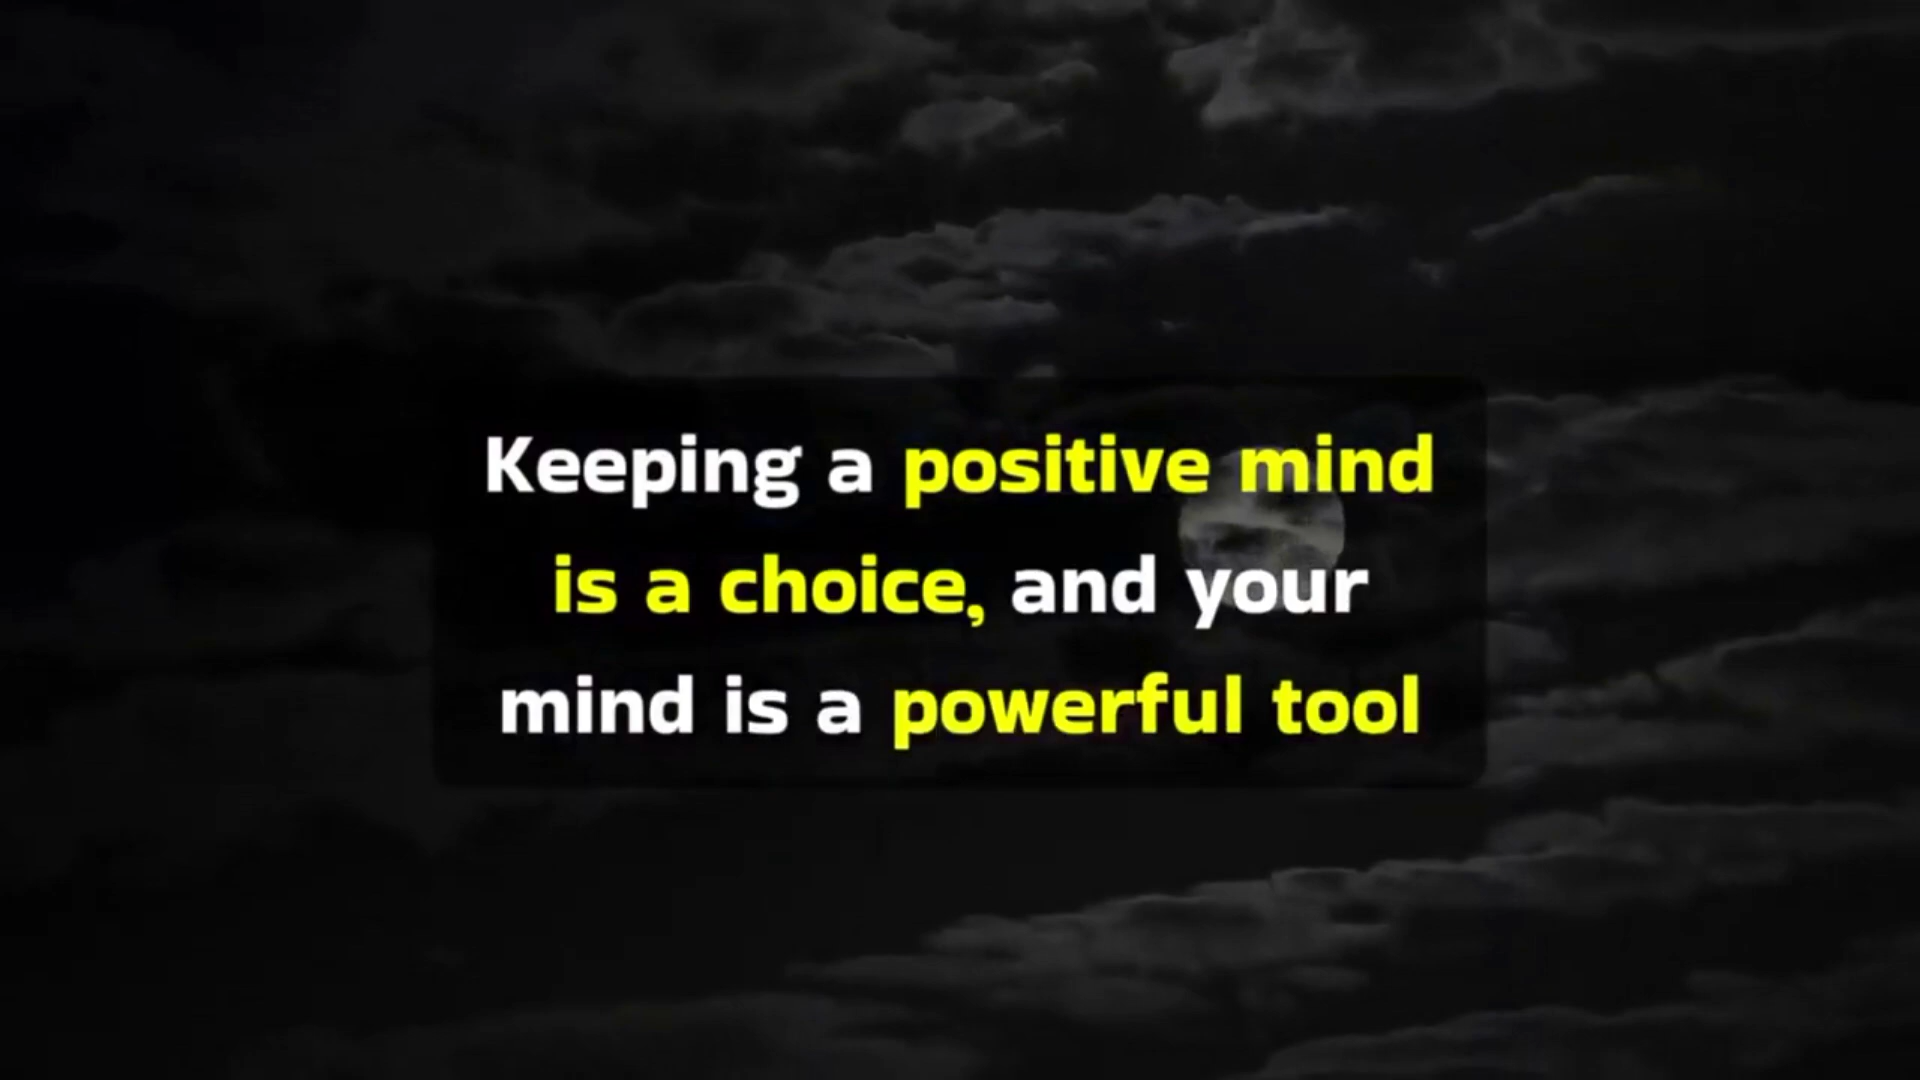 Keeping a positive mind
is a choice, and your
mind is a powerful tool